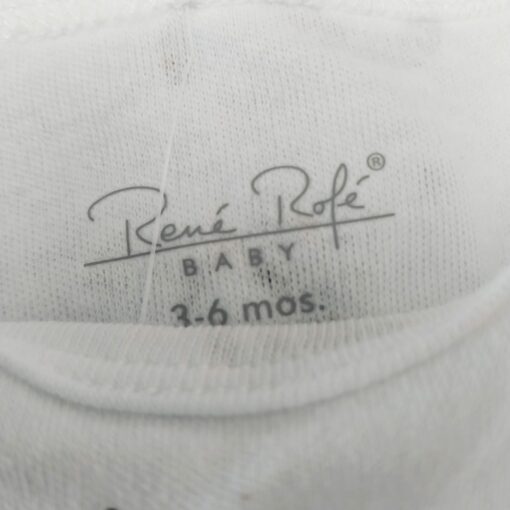 René Rofé®
BABY
3-6 mos.